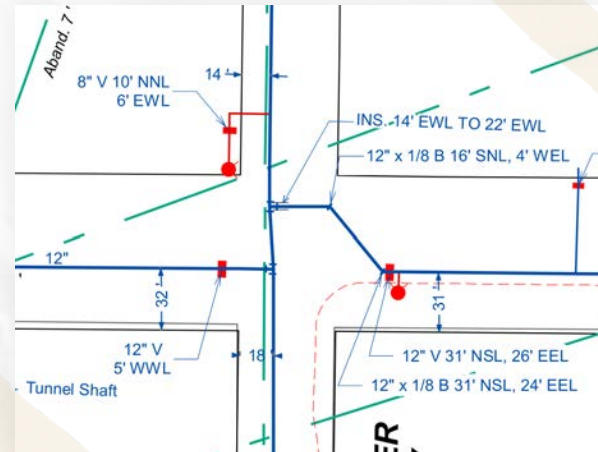 Aband. 7'
8" V 10' NNL
6' EWL
14'
INS. 14' EWL TO 22' EWL
12" x 1/8 B 16' SNL, 4' WEL
12"
32'
31'
12" V
5' WWL
18'
12" V 31' NSL, 26' EEL
12" x 1/8 B 31' NSL, 24' EEL
Tunnel Shaft